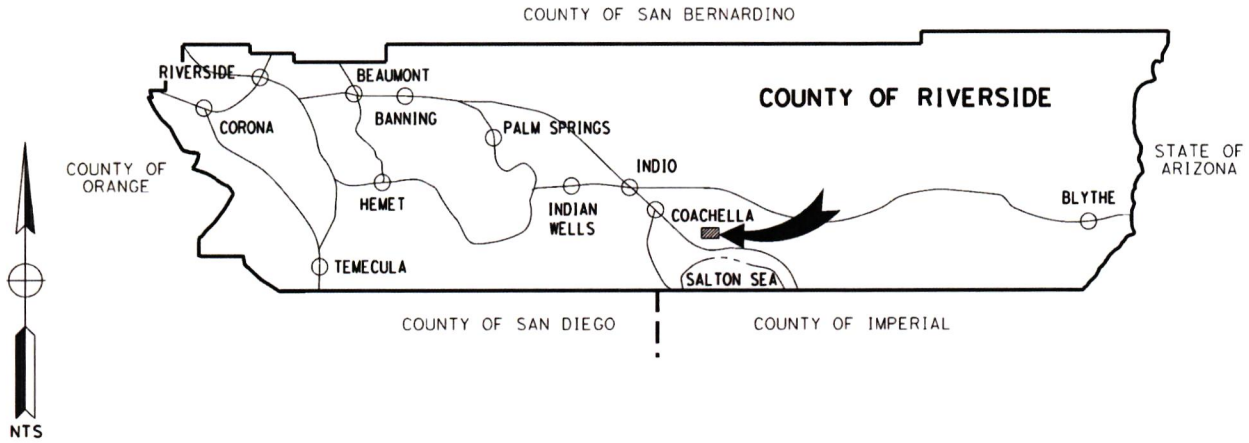 COUNTY OF SAN BERNARDINO
RIVERSIDE
BEAUMONT
COUNTY OF RIVERSIDE
CORONA
BANNING
PALM SPRINGS
COUNTY OF
ORANGE
STATE OF
ARIZONA
INDIO
HEMET
INDIAN
WELLS
COACHELLA
BLYTHE
TEMECULA
SALTON SEA
COUNTY OF SAN DIEGO
COUNTY OF IMPERIAL
NTS